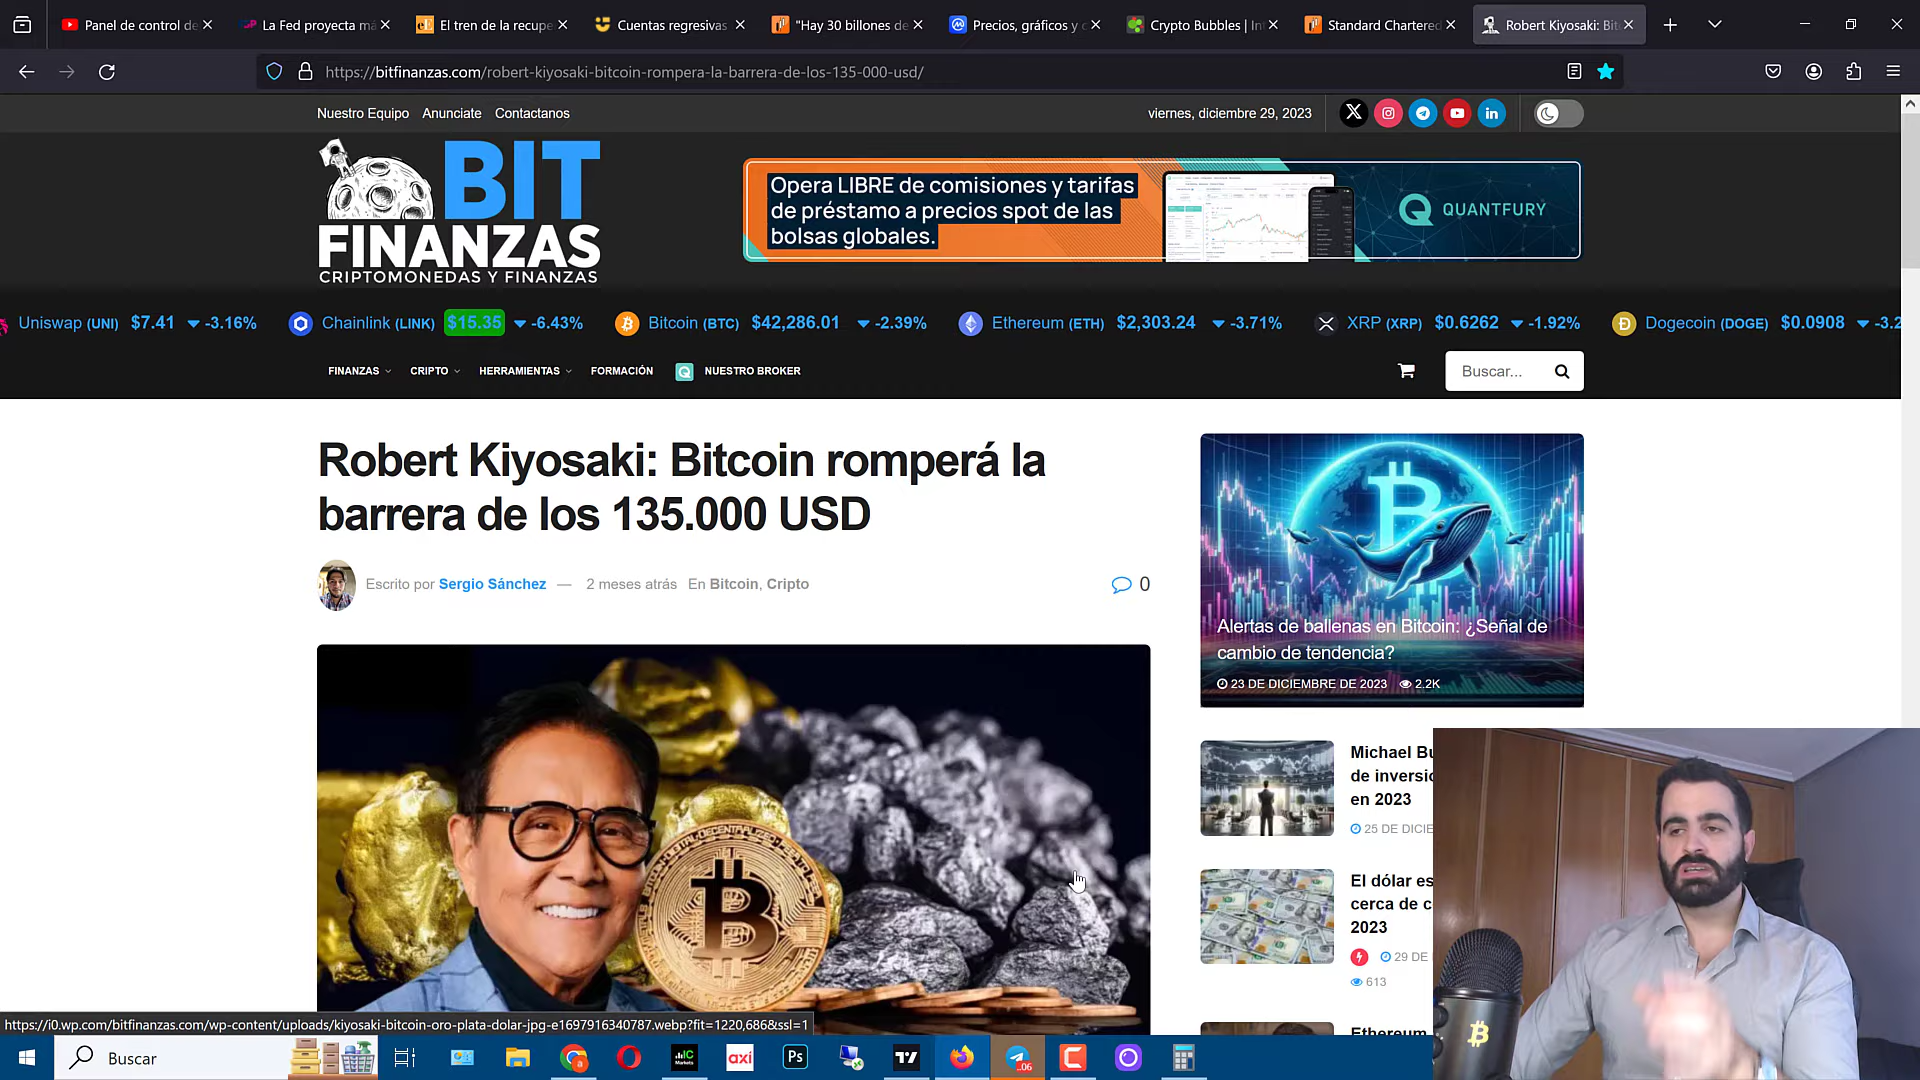 Panel de control de
La Fed proyecta má
El tren de la recupe
Cuentas regresivas
"Hay 30 billones de
Precios, gráficos y c
Crypto Bubbles | Int
Standard Chartered
Robert Kiyosaki: Bit
https://bitfinanzas.com/robert-kiyosaki-bitcoin-rompera-la-barrera-de-los-135-000-usd/
Nuestro Equipo Anunciate Contactanos
viernes, diciembre 29, 2023
BIT
FINANZAS
CRIPTOMONEDAS Y FINANZAS
Opera LIBRE de comisiones y tarifas
de préstamo a precios spot de las
bolsas globales.
QUANTFURY
Uniswap (UNI) $7.41 -3.16% Chainlink (LINK) $15.35 -6.43% Bitcoin (BTC) $42,286.01 -2.39% Ethereum (ETH) $2,303.24 -3.71% XRP (XRP) $0.6262 -1.92% Dogecoin (DOGE) $0.0908 -3.2
FINANZAS CRIPTO HERRAMIENTAS FORMACIÓN NUESTRO BROKER
Buscar...
Robert Kiyosaki: Bitcoin romperá la
barrera de los 135.000 USD
Escrito por Sergio Sánchez — 2 meses atrás En Bitcoin, Cripto
0
Alertas de ballenas en Bitcoin: ¿Señal de
cambio de tendencia?
23 DE DICIEMBRE DE 2023 2.2K
Michael Bu
de inversió
en 2023
25 DE DICIE
El dólar es
cerca de c
2023
29 DE
613
Ethereum
https://i0.wp.com/bitfinanzas.com/wp-content/uploads/kiyosaki-bitcoin-oro-plata-dolar-jpg-e1697916340787.webp?fit=1220,686&ssl=1
Buscar
IC
Markets
axi
Ps
.06